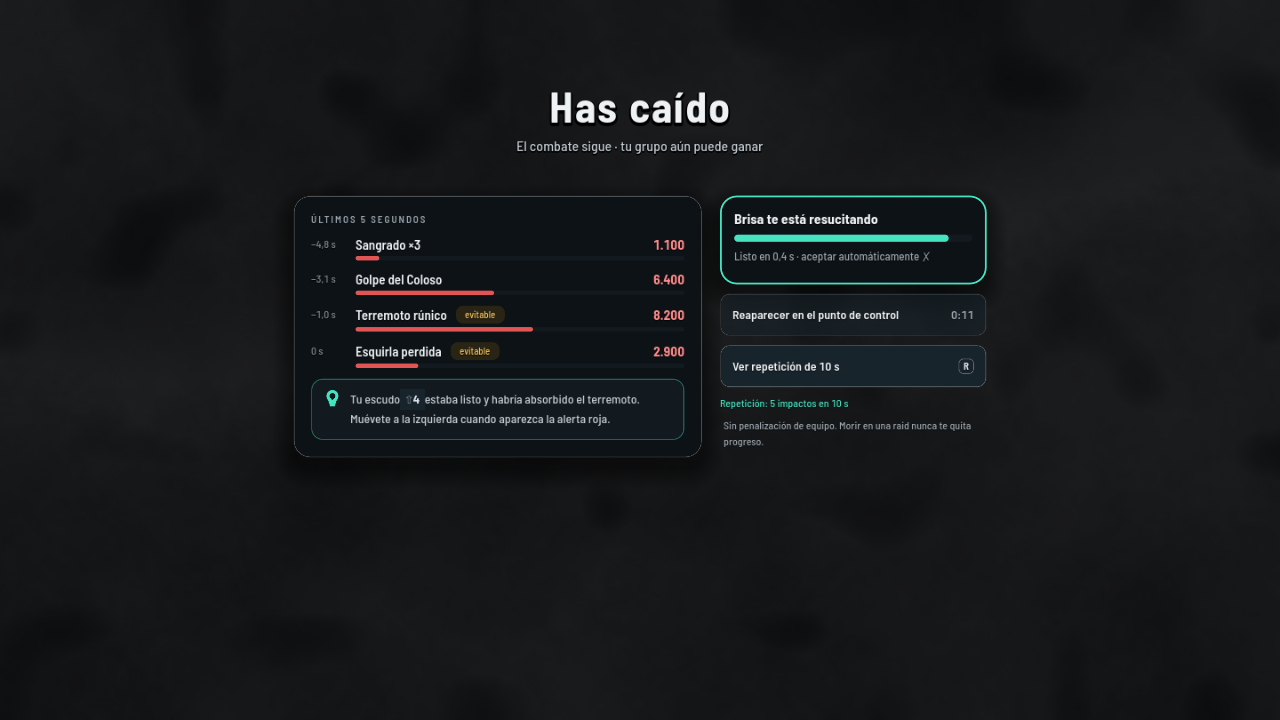 Has caído
El combate sigue · tu grupo aún puede ganar
ÚLTIMOS 5 SEGUNDOS
−4,8 s Sangrado ×3 1.100
−3,1 s Golpe del Coloso 6.400
−1,0 s Terremoto rúnico evitable 8.200
0 s Esquirla perdida evitable 2.900
Tu escudo ⇧4 estaba listo y habría absorbido el terremoto.
Muévete a la izquierda cuando aparezca la alerta roja.
Brisa te está resucitando
Listo en 0,4 s · aceptar automáticamente ✗
Reaparecer en el punto de control 0:11
Ver repetición de 10 s R
Repetición: 5 impactos en 10 s
Sin penalización de equipo. Morir en una raid nunca te quita
progreso.